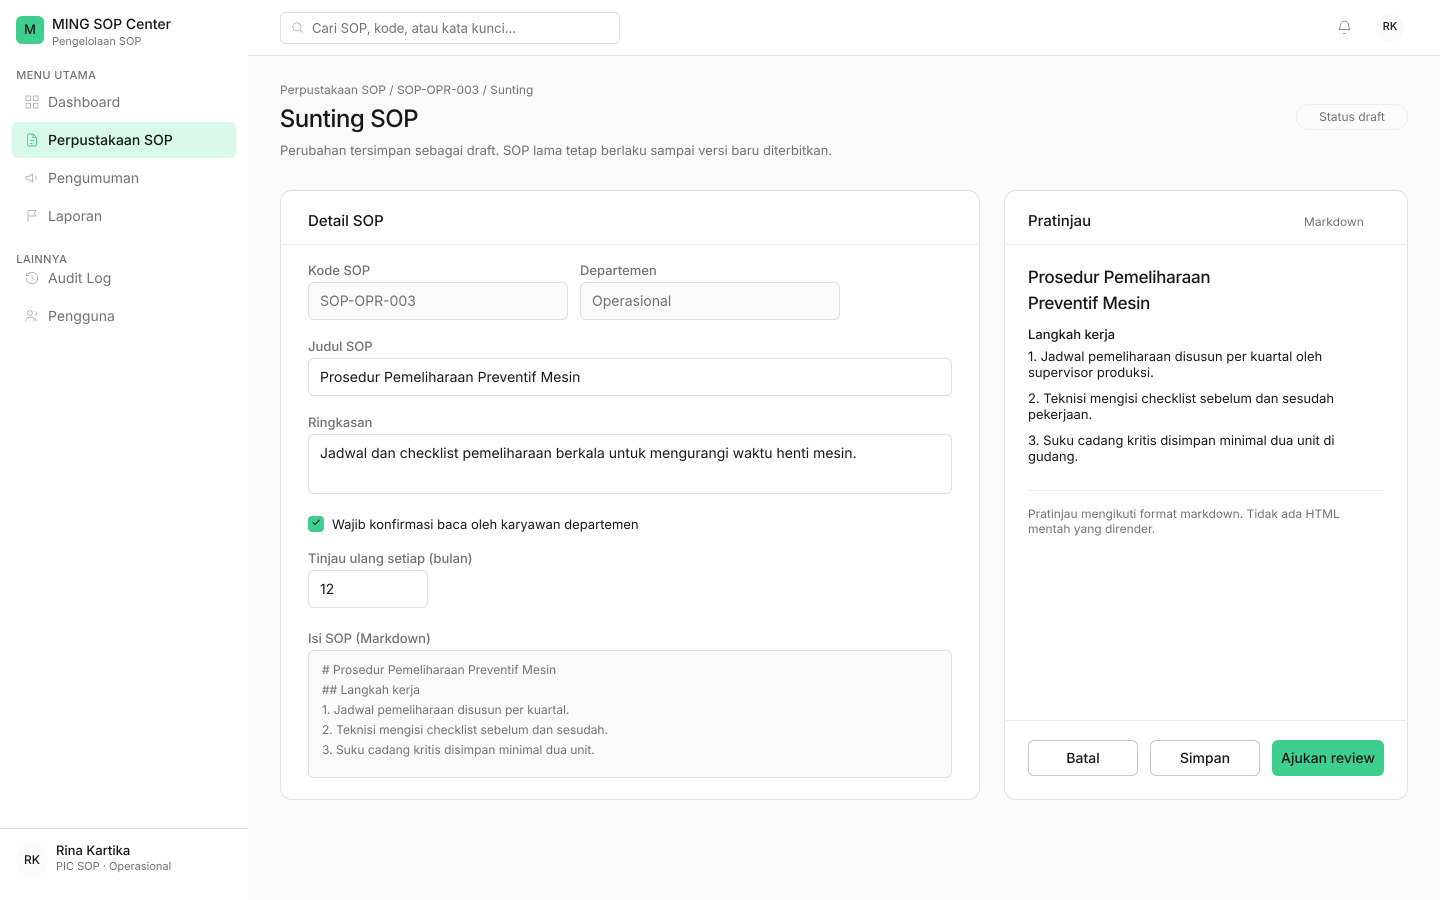 M
MING SOP Center
Pengelolaan SOP
MENU UTAMA
Dashboard
Perpustakaan SOP
Pengumuman
Laporan
LAINNYA
Audit Log
Pengguna
RK
Rina Kartika
PIC SOP · Operasional
Cari SOP, kode, atau kata kunci...
RK
Perpustakaan SOP / SOP-OPR-003 / Sunting
Sunting SOP
Status draft
Perubahan tersimpan sebagai draft. SOP lama tetap berlaku sampai versi baru diterbitkan.
Detail SOP
Kode SOP
SOP-OPR-003
Departemen
Operasional
Judul SOP
Prosedur Pemeliharaan Preventif Mesin
Ringkasan
Jadwal dan checklist pemeliharaan berkala untuk mengurangi waktu henti mesin.
Wajib konfirmasi baca oleh karyawan departemen
Tinjau ulang setiap (bulan)
12
Isi SOP (Markdown)
# Prosedur Pemeliharaan Preventif Mesin
## Langkah kerja
1. Jadwal pemeliharaan disusun per kuartal.
2. Teknisi mengisi checklist sebelum dan sesudah.
3. Suku cadang kritis disimpan minimal dua unit.
Pratinjau
Markdown
Prosedur Pemeliharaan
Preventif Mesin
Langkah kerja
1. Jadwal pemeliharaan disusun per kuartal oleh
supervisor produksi.
2. Teknisi mengisi checklist sebelum dan sesudah
pekerjaan.
3. Suku cadang kritis disimpan minimal dua unit di
gudang.
Pratinjau mengikuti format markdown. Tidak ada HTML
mentah yang dirender.
Batal
Simpan
Ajukan review